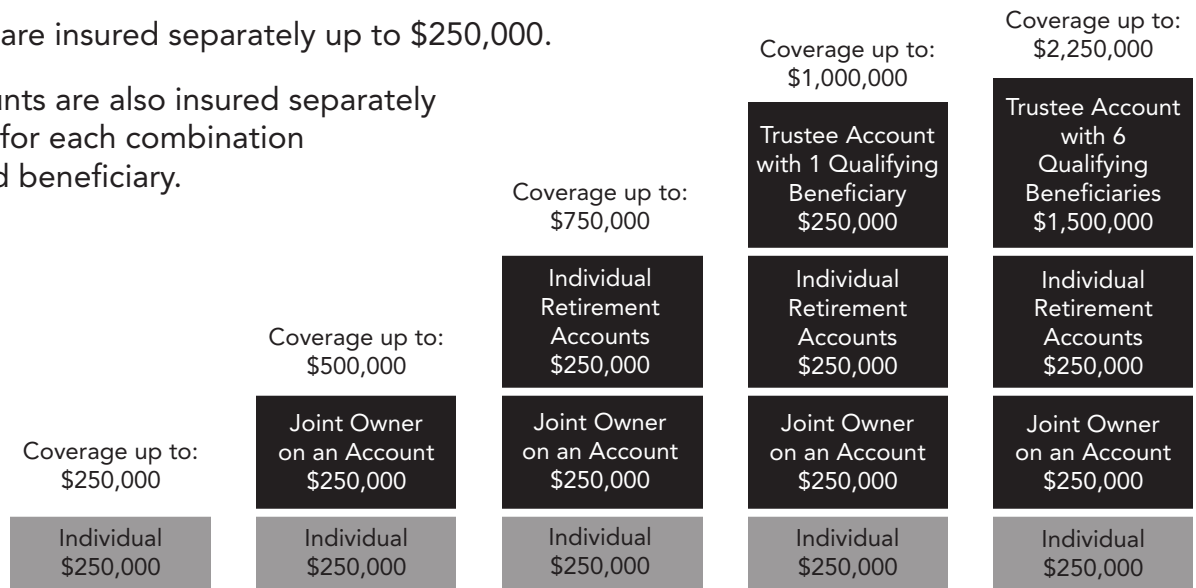 are insured separately up to $250,000.
unts are also insured separately
for each combination
d beneficiary.
Coverage up to:
$250,000
Individual
$250,000
Coverage up to:
$500,000
Joint Owner
on an Account
$250,000
Individual
$250,000
Coverage up to:
$750,000
Individual
Retirement
Accounts
$250,000
Joint Owner
on an Account
$250,000
Individual
$250,000
Coverage up to:
$1,000,000
Trustee Account
with 1 Qualifying
Beneficiary
$250,000
Individual
Retirement
Accounts
$250,000
Joint Owner
on an Account
$250,000
Individual
$250,000
Coverage up to:
$2,250,000
Trustee Account
with 6
Qualifying
Beneficiaries
$1,500,000
Individual
Retirement
Accounts
$250,000
Joint Owner
on an Account
$250,000
Individual
$250,000